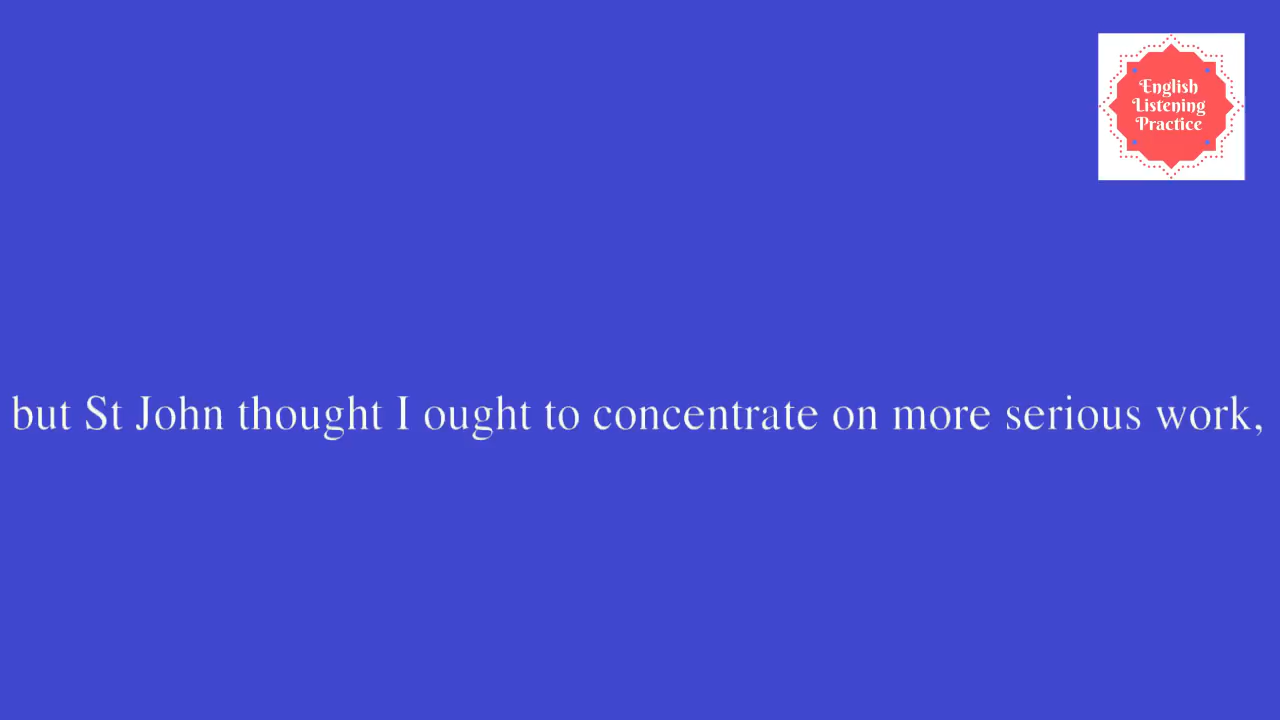 English
Listening
Practice
but St John thought I ought to concentrate on more serious work,